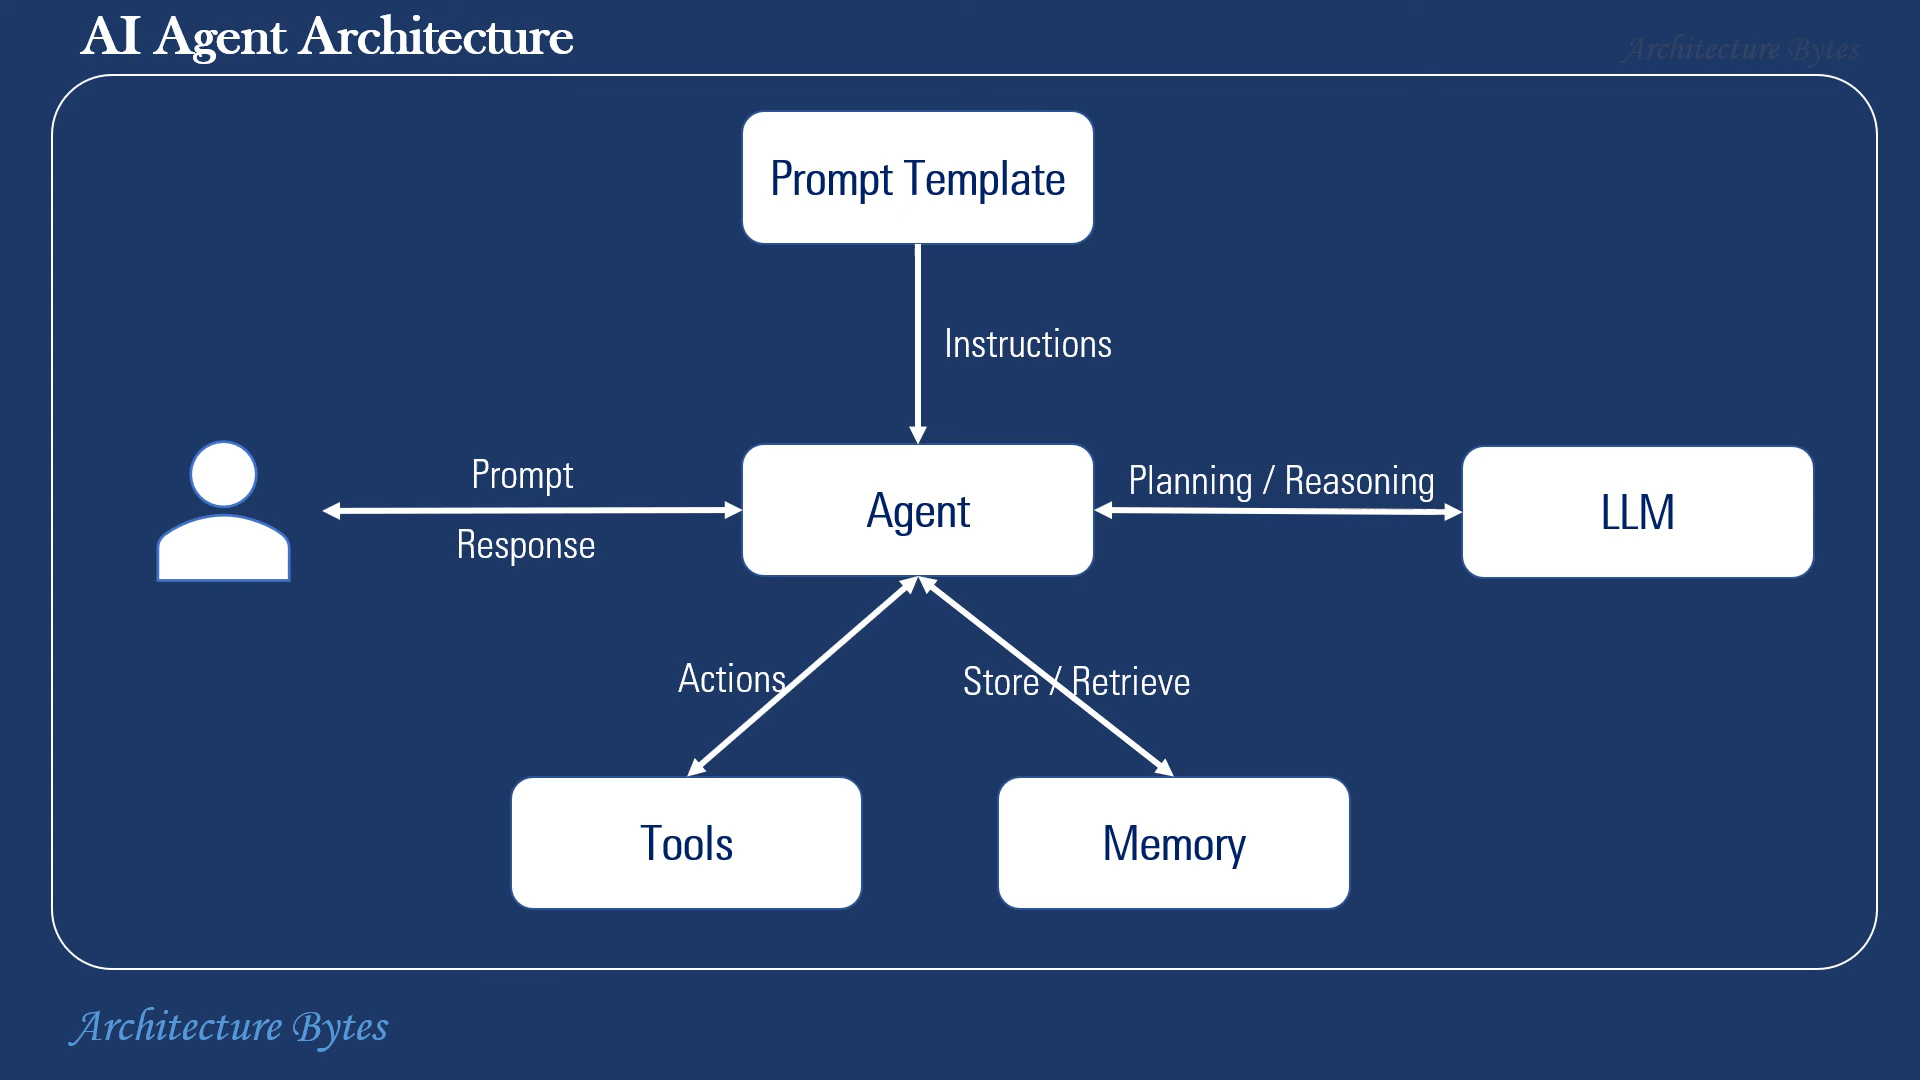 AI Agent Architecture
Architecture Bytes
Prompt Template
Instructions
Prompt
Response
Agent
Planning / Reasoning
LLM
Actions
Store / Retrieve
Tools
Memory
Architecture Bytes